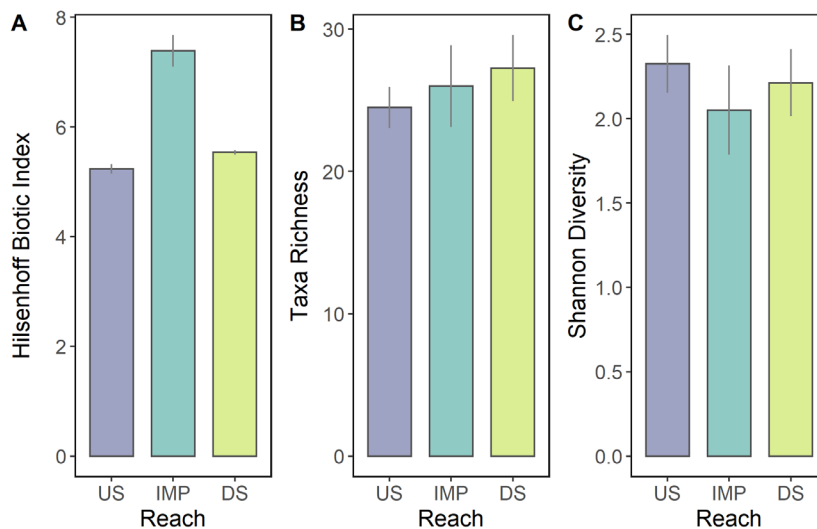 A
Hilsenhoff Biotic Index
8
6
4
2
0
US IMP DS
Reach
B
Taxa Richness
30
20
10
0
US IMP DS
Reach
C
Shannon Diversity
2.5
2.0
1.5
1.0
0.5
0.0
US IMP DS
Reach